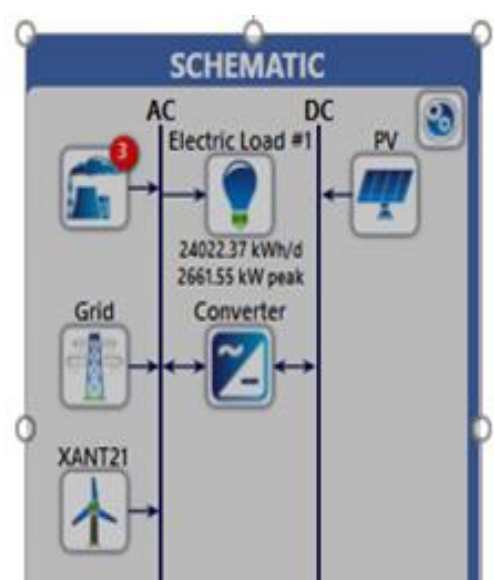 SCHEMATIC
AC DC
3
Electric Load #1 PV
24022.37 kWh/d
2661.55 kW peak
Grid Converter
XANT21